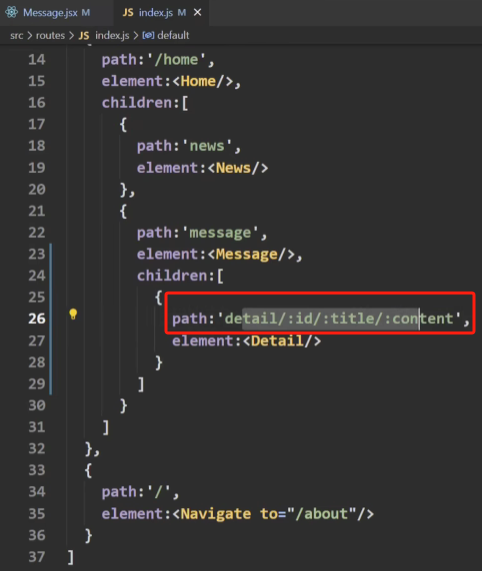 Message.jsx M JS index.js M ×
src > routes > JS index.js > default
14 path:'/home',
15 element:<Home/>,
16 children:[
17 {
18 path:'news',
19 element:<News/>
20 },
21 {
22 path:'message',
23 element:<Message/>,
24 children:[
25 {
26 path:'detail/:id/:title/:content',
27 element:<Detail/>
28 }
29 ]
30 }
31 ]
32 },
33 {
34 path:'/',
35 element:<Navigate to="/about"/>
36 }
37 ]